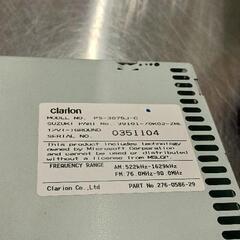 clarion
MODEL NO. PS-3075J-C
SUZUKI PART No. 39101-70K02-ZML
12V(-)GROUND
SERIAL NO. 0351104
This product includes technology
owned by Microsoft Corporation
and cannot be used or distributed
without a license from MSLGP.
FREQUENCY RANGE
AM:522kHz-1629kHz
FM 76.0MHz-90.0MHz
Clarion Co.,Ltd
PART No. 276-0586-29